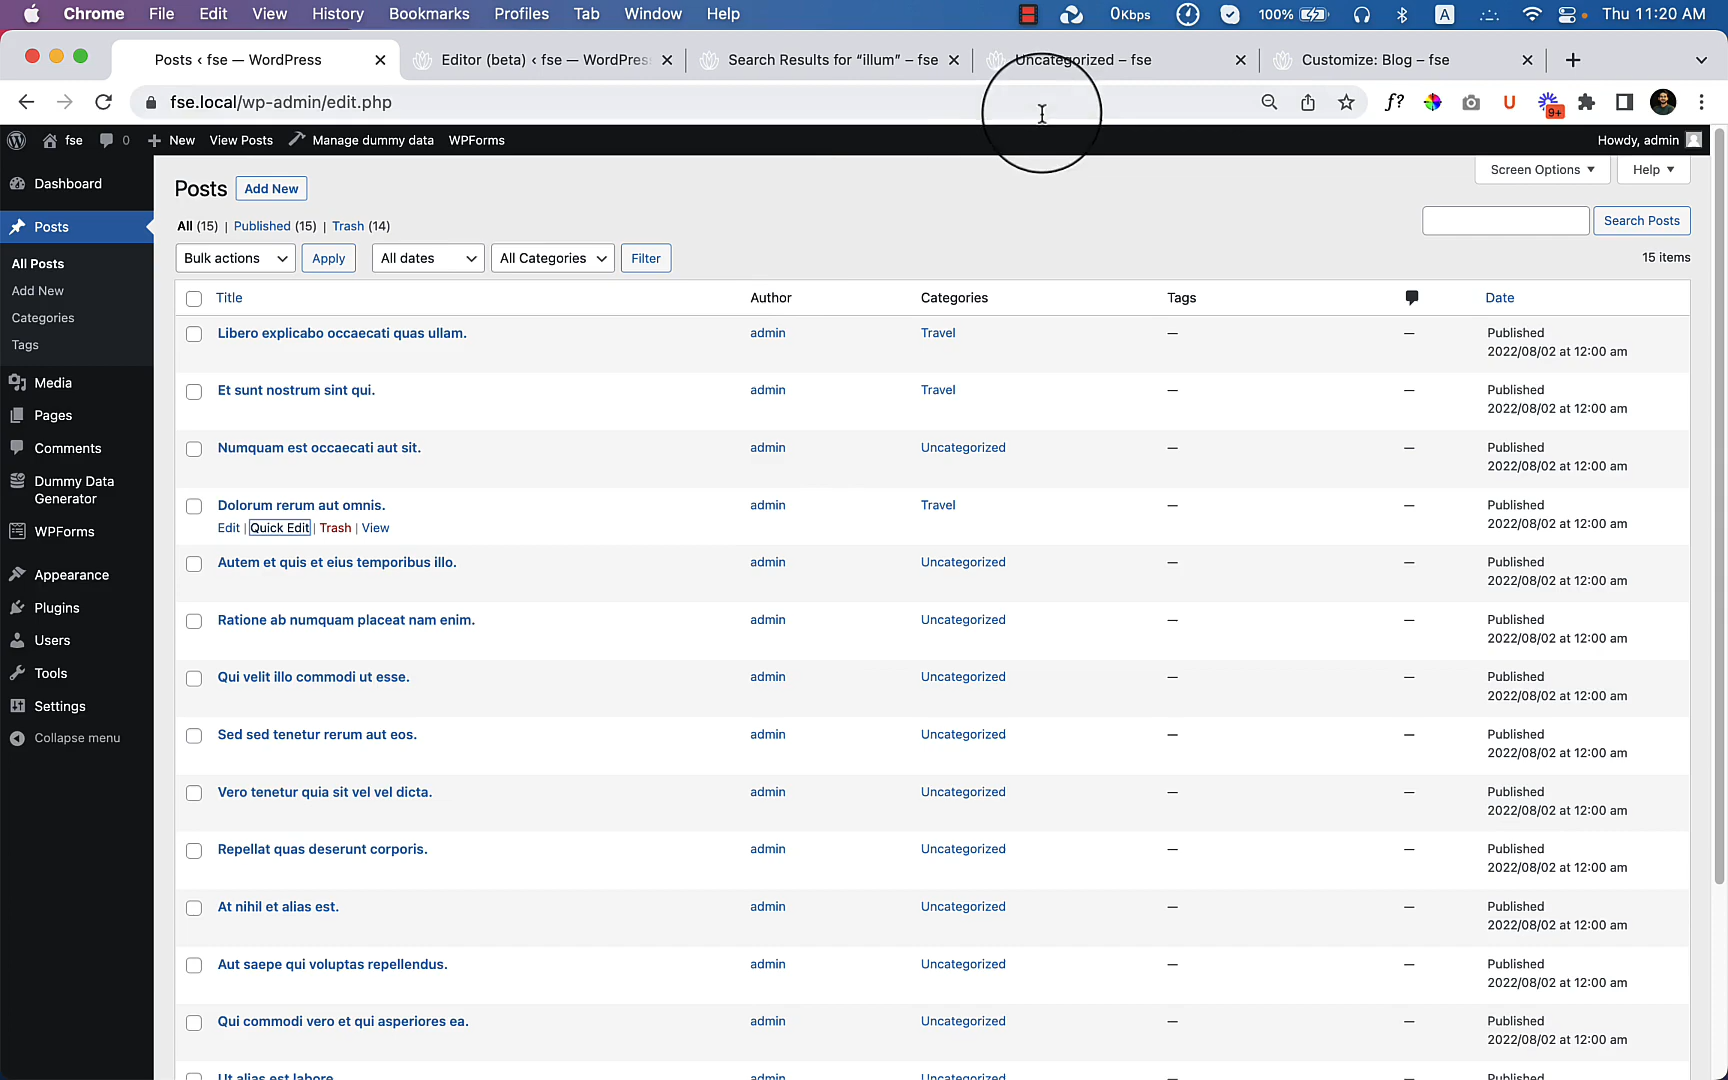 Chrome File Edit View History Bookmarks Profiles Tab Window Help 0Kbps 100% A Thu 11:20 AM
Posts ‹ fse — WordPress Editor (beta) ‹ fse — WordPress Search Results for “illum” – fse Uncategorized – fse Customize: Blog – fse
fse.local/wp-admin/edit.php f? U 9+
fse 0 New View Posts Manage dummy data WPForms Howdy, admin
Dashboard
Posts
All Posts
Add New
Categories
Tags
Media
Pages
Comments
Dummy Data
Generator
WPForms
Appearance
Plugins
Users
Tools
Settings
Collapse menu
Screen Options Help
Posts Add New
All (15) | Published (15) | Trash (14)
Search Posts
Bulk actions Apply All dates All Categories Filter 15 items
Title Author Categories Tags Date
Libero explicabo occaecati quas ullam. admin Travel — — Published
2022/08/02 at 12:00 am
Et sunt nostrum sint qui. admin Travel — — Published
2022/08/02 at 12:00 am
Numquam est occaecati aut sit. admin Uncategorized — — Published
2022/08/02 at 12:00 am
Dolorum rerum aut omnis. admin Travel — — Published
Edit | Quick Edit | Trash | View 2022/08/02 at 12:00 am
Autem et quis et eius temporibus illo. admin Uncategorized — — Published
2022/08/02 at 12:00 am
Ratione ab numquam placeat nam enim. admin Uncategorized — — Published
2022/08/02 at 12:00 am
Qui velit illo commodi ut esse. admin Uncategorized — — Published
2022/08/02 at 12:00 am
Sed sed tenetur rerum aut eos. admin Uncategorized — — Published
2022/08/02 at 12:00 am
Vero tenetur quia sit vel vel dicta. admin Uncategorized — — Published
2022/08/02 at 12:00 am
Repellat quas deserunt corporis. admin Uncategorized — — Published
2022/08/02 at 12:00 am
At nihil et alias est. admin Uncategorized — — Published
2022/08/02 at 12:00 am
Aut saepe qui voluptas repellendus. admin Uncategorized — — Published
2022/08/02 at 12:00 am
Qui commodi vero et qui asperiores ea. admin Uncategorized — — Published
2022/08/02 at 12:00 am
Ut alias est labore. admin Uncategorized Published